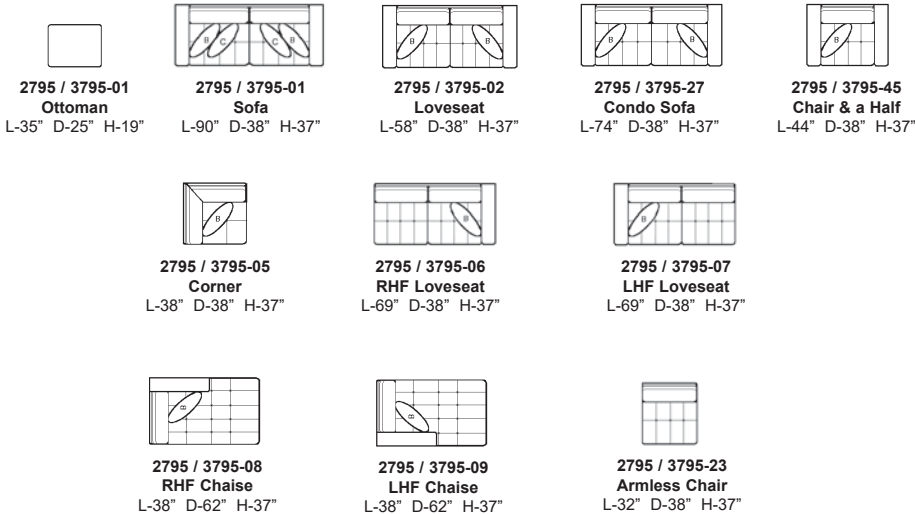 B C C B
B B
B B
B
2795 / 3795-01
Ottoman
L-35” D-25” H-19”
2795 / 3795-01
Sofa
L-90” D-38” H-37”
2795 / 3795-02
Loveseat
L-58” D-38” H-37”
2795 / 3795-27
Condo Sofa
L-74” D-38” H-37”
2795 / 3795-45
Chair & a Half
L-44” D-38” H-37”
B
B
B
2795 / 3795-05
Corner
L-38” D-38” H-37”
2795 / 3795-06
RHF Loveseat
L-69” D-38” H-37”
2795 / 3795-07
LHF Loveseat
L-69” D-38” H-37”
B
B
2795 / 3795-08
RHF Chaise
L-38” D-62” H-37”
2795 / 3795-09
LHF Chaise
L-38” D-62” H-37”
2795 / 3795-23
Armless Chair
L-32” D-38” H-37”